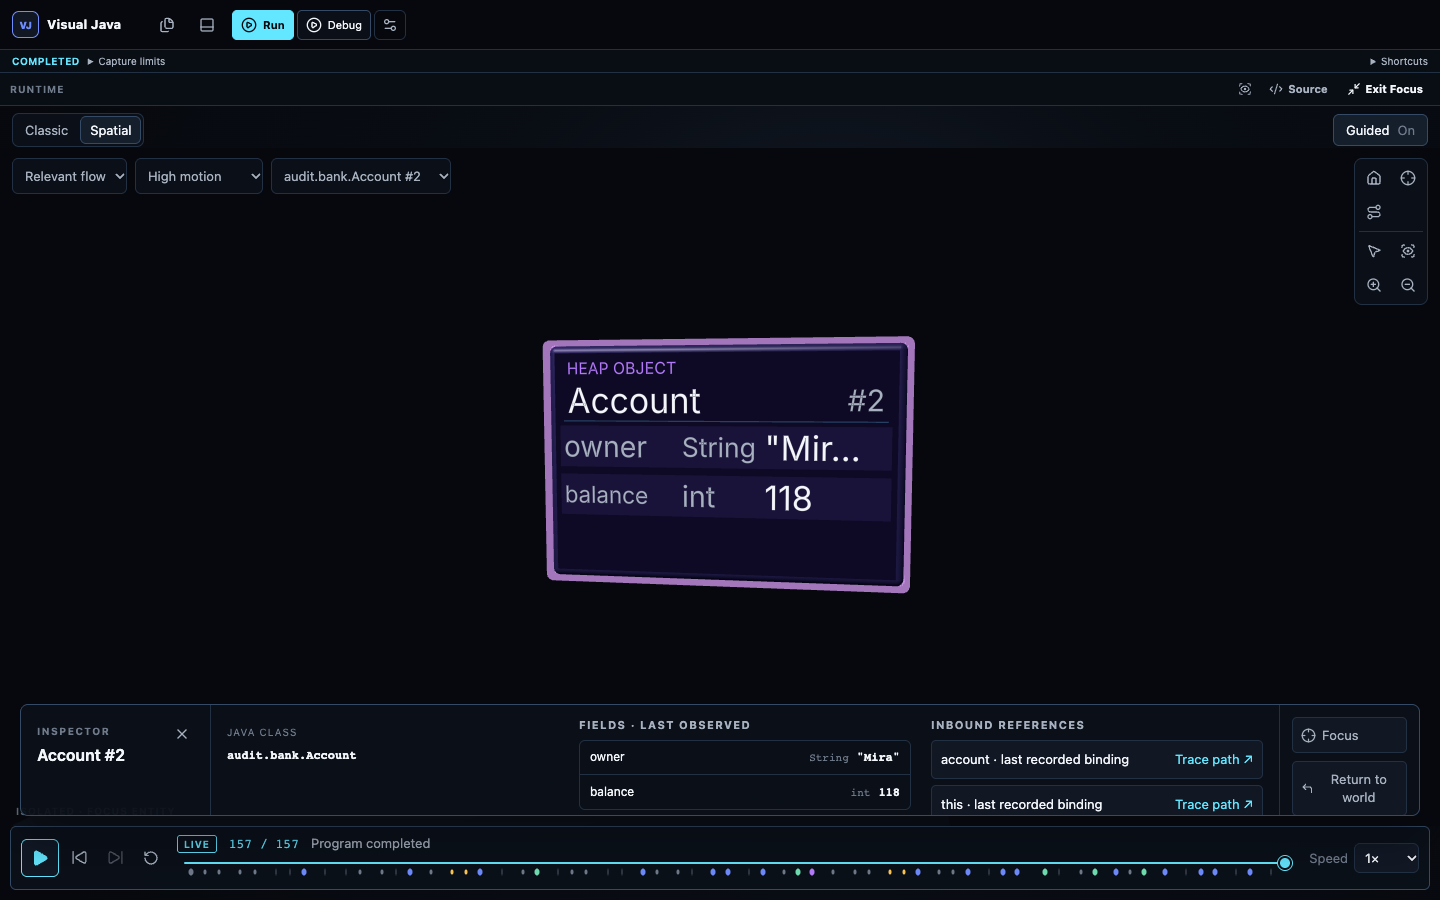 VJ Visual Java Run Debug
COMPLETED Capture limits Shortcuts
RUNTIME Source Exit Focus
Classic Spatial Guided On
Relevant flow High motion audit.bank.Account #2
HEAP OBJECT
Account #2
owner String "Mir...
balance int 118
INSPECTOR
Account #2
JAVA CLASS
audit.bank.Account
FIELDS · LAST OBSERVED
owner String "Mira"
balance int 118
INBOUND REFERENCES
account · last recorded binding Trace path
this · last recorded binding Trace path
Focus
Return to
world
LIVE 157 / 157 Program completed
Speed 1×